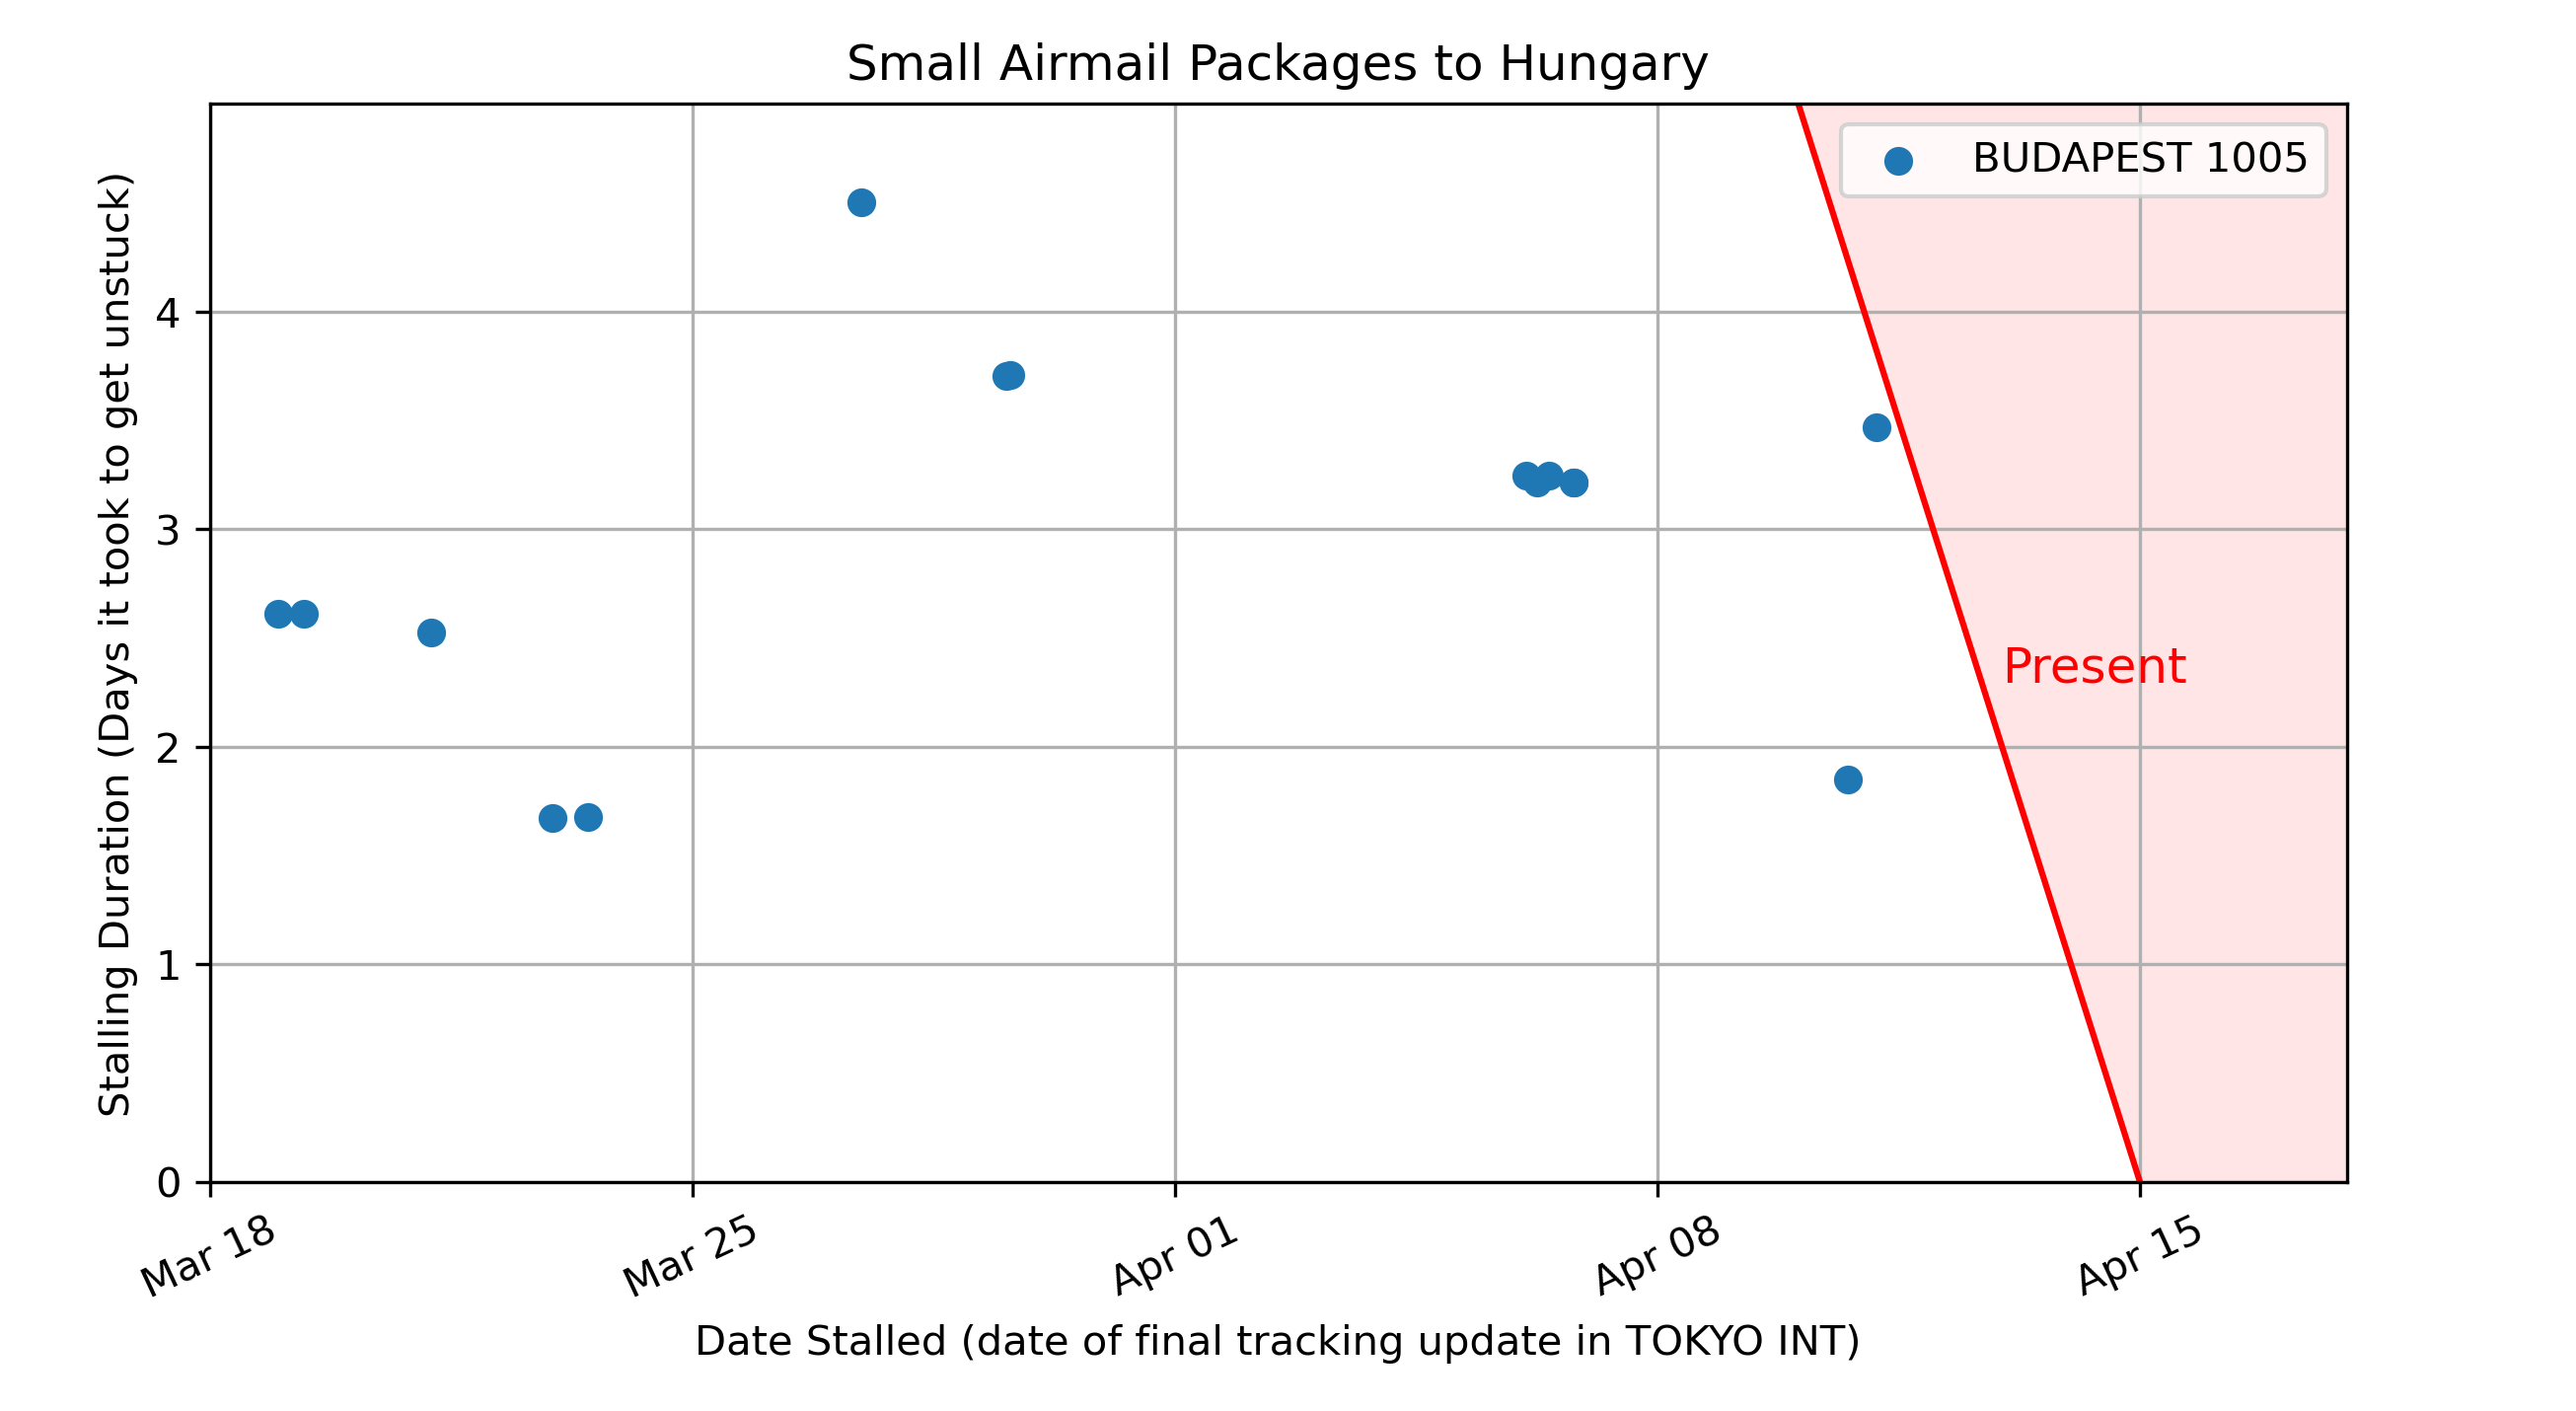 Small Airmail Packages to Hungary
BUDAPEST 1005
Stalling Duration (Days it took to get unstuck)
4
3
2
1
0
Present
Mar 18
Mar 25
Apr 01
Apr 08
Apr 15
Date Stalled (date of final tracking update in TOKYO INT)